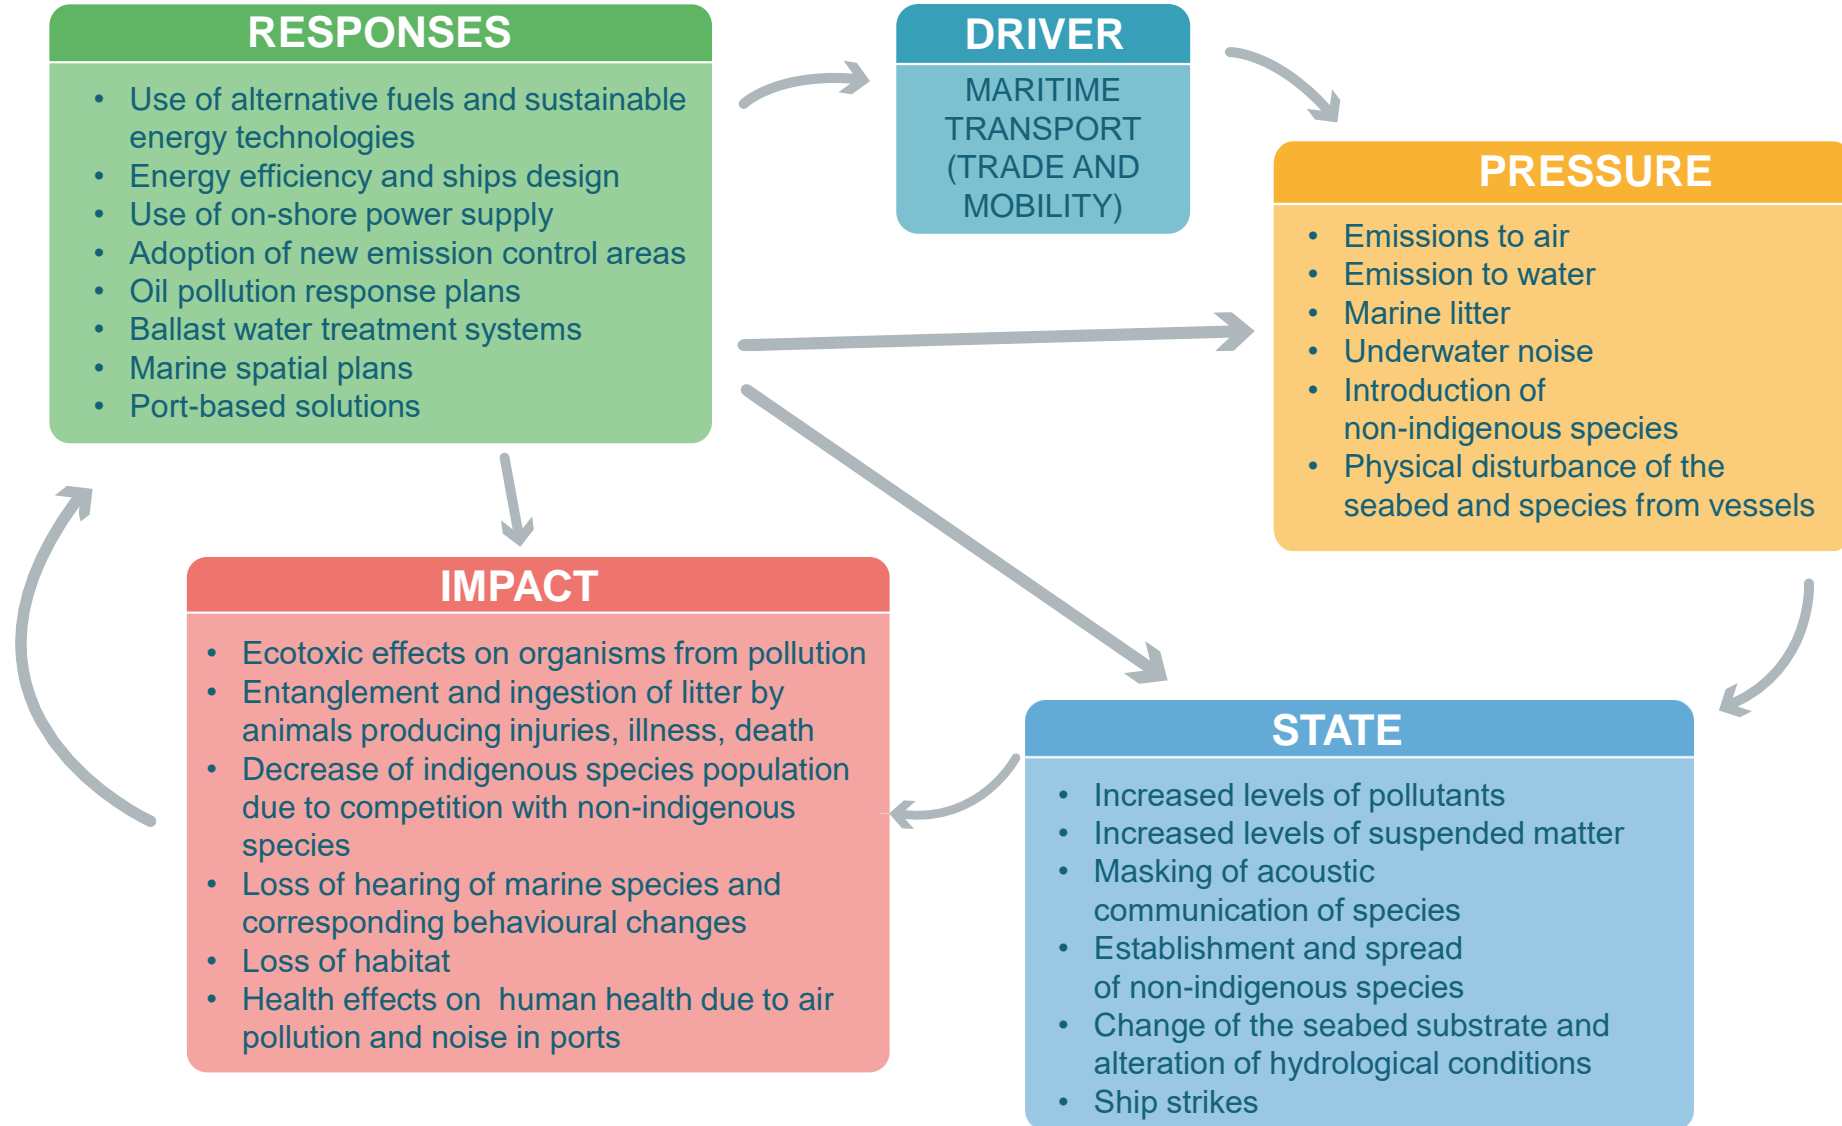 RESPONSES
• Use of alternative fuels and sustainable
energy technologies
• Energy efficiency and ships design
• Use of on-shore power supply
• Adoption of new emission control areas
• Oil pollution response plans
• Ballast water treatment systems
• Marine spatial plans
• Port-based solutions
DRIVER
MARITIME
TRANSPORT
(TRADE AND
MOBILITY)
PRESSURE
• Emissions to air
• Emission to water
• Marine litter
• Underwater noise
• Introduction of
non-indigenous species
• Physical disturbance of the
seabed and species from vessels
IMPACT
• Ecotoxic effects on organisms from pollution
• Entanglement and ingestion of litter by
animals producing injuries, illness, death
• Decrease of indigenous species population
due to competition with non-indigenous
species
• Loss of hearing of marine species and
corresponding behavioural changes
• Loss of habitat
• Health effects on  human health due to air
pollution and noise in ports
STATE
• Increased levels of pollutants
• Increased levels of suspended matter
• Masking of acoustic
communication of species
• Establishment and spread
of non-indigenous species
• Change of the seabed substrate and
alteration of hydrological conditions
• Ship strikes